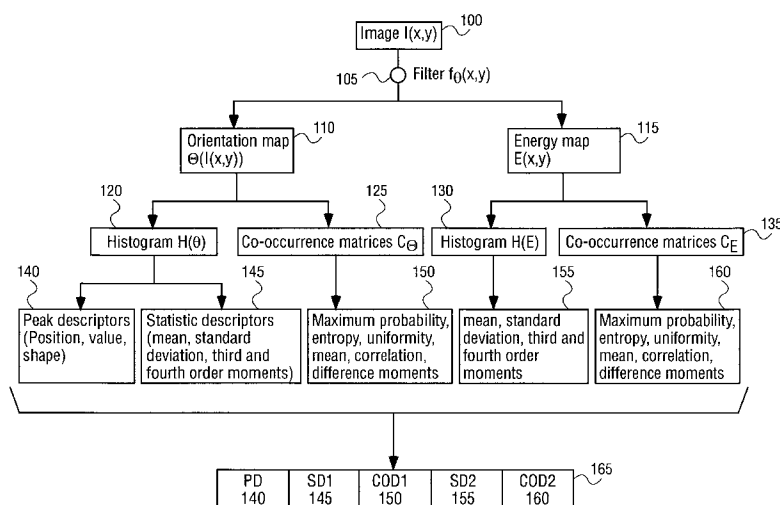 100
Image I(x,y)
105
Filter fθ(x,y)
110
115
Orientation map
Θ(I(x,y))
Energy map
E(x,y)
120
125
130
135
Histogram H(θ)
Co-occurrence matrices CΘ
Histogram H(E)
Co-occurrence matrices CE
140
145
150
155
160
Peak descriptors
(Position, value,
shape)
Statistic descriptors
(mean, standard
deviation, third and
fourth order moments)
Maximum probability,
entropy, uniformity,
mean, correlation,
difference moments
mean, standard
deviation, third and
fourth order
moments
Maximum probability,
entropy, uniformity,
mean, correlation,
difference moments
165
PD
140
SD1
145
COD1
150
SD2
155
COD2
160